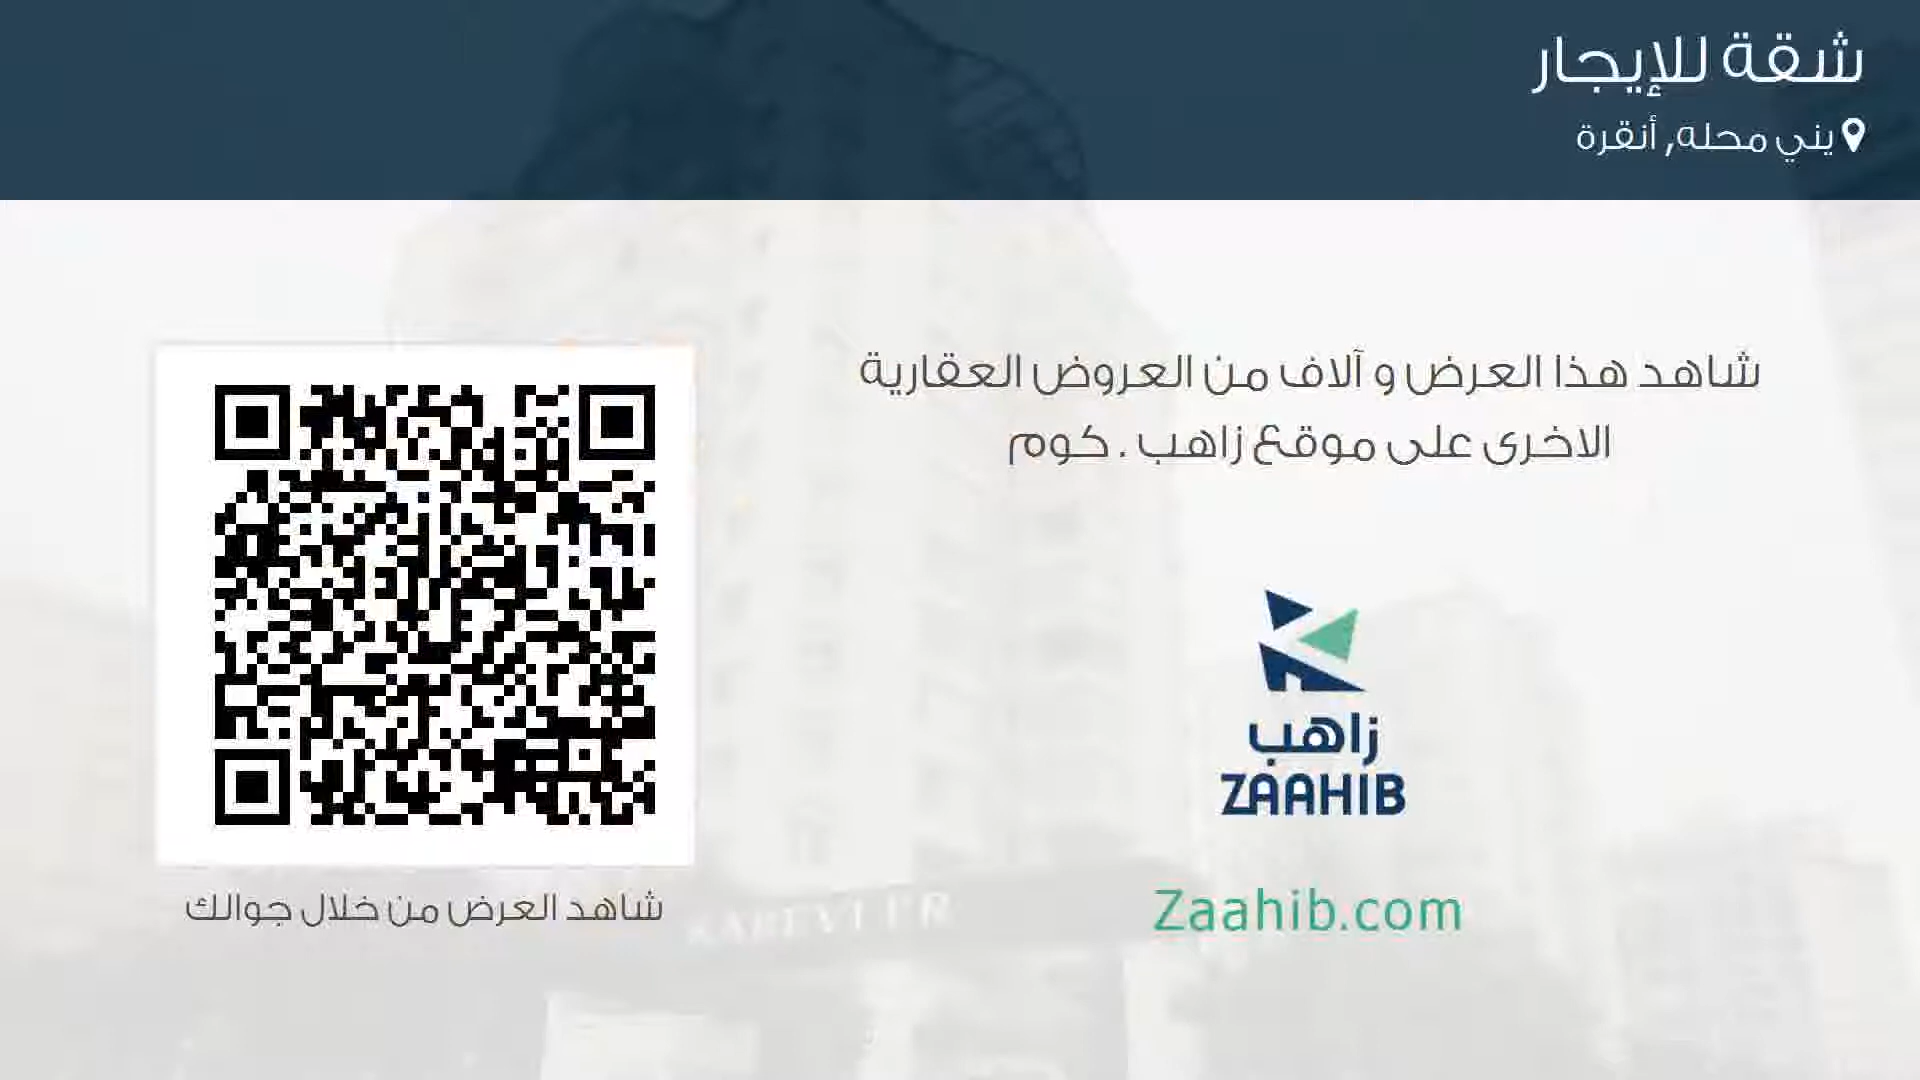 شقة للإيجار
يني محله, أنقرة
شاهد هذا العرض و آلاف من العروض العقارية
الاخرى على موقع زاهب . كوم
زاهب
ZAAHIB
Zaahib.com
شاهد العرض من خلال جوالك